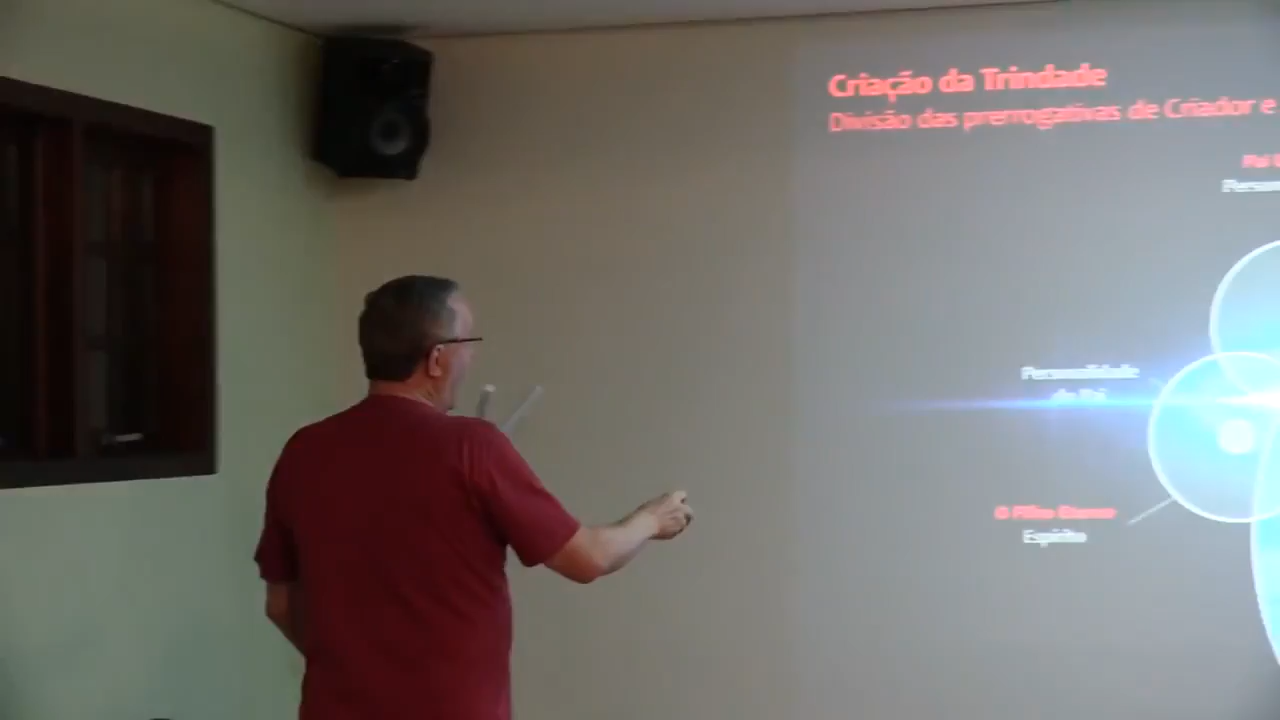 Criação da Trindade
Divisão das prerrogativas de Criador e
Personalidade
do Pai
O Filho Eterno
Espírito